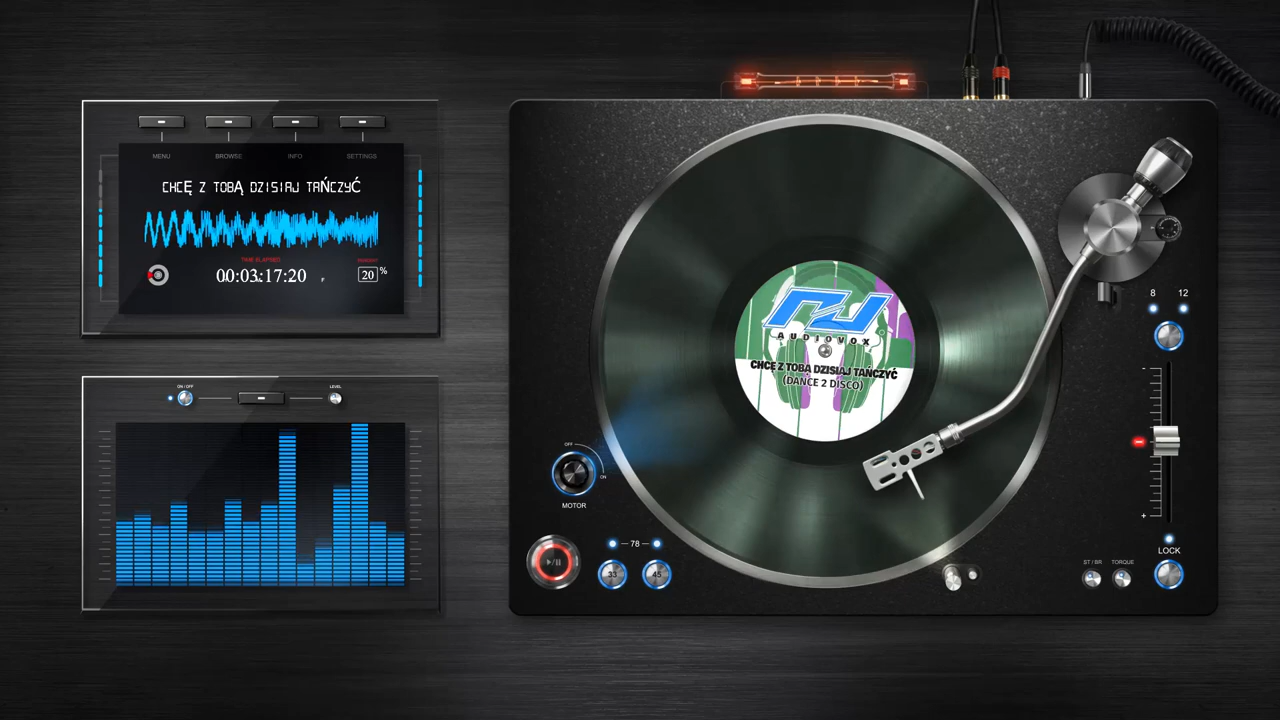 MENU BROWSE INFO SETTINGS
CHCĘ Z TOBĄ DZISIAJ TAŃCZYĆ
TIME ELAPSED
00:03:17:20 F
20 %
ON / OFF
LEVEL
AUDIOVOX
CHCĘ Z TOBĄ DZISIAJ TAŃCZYĆ
(DANCE 2 DISCO)
OFF
ON
MOTOR
78
33 45
8 12
-
+
LOCK
ST / BR TORQUE